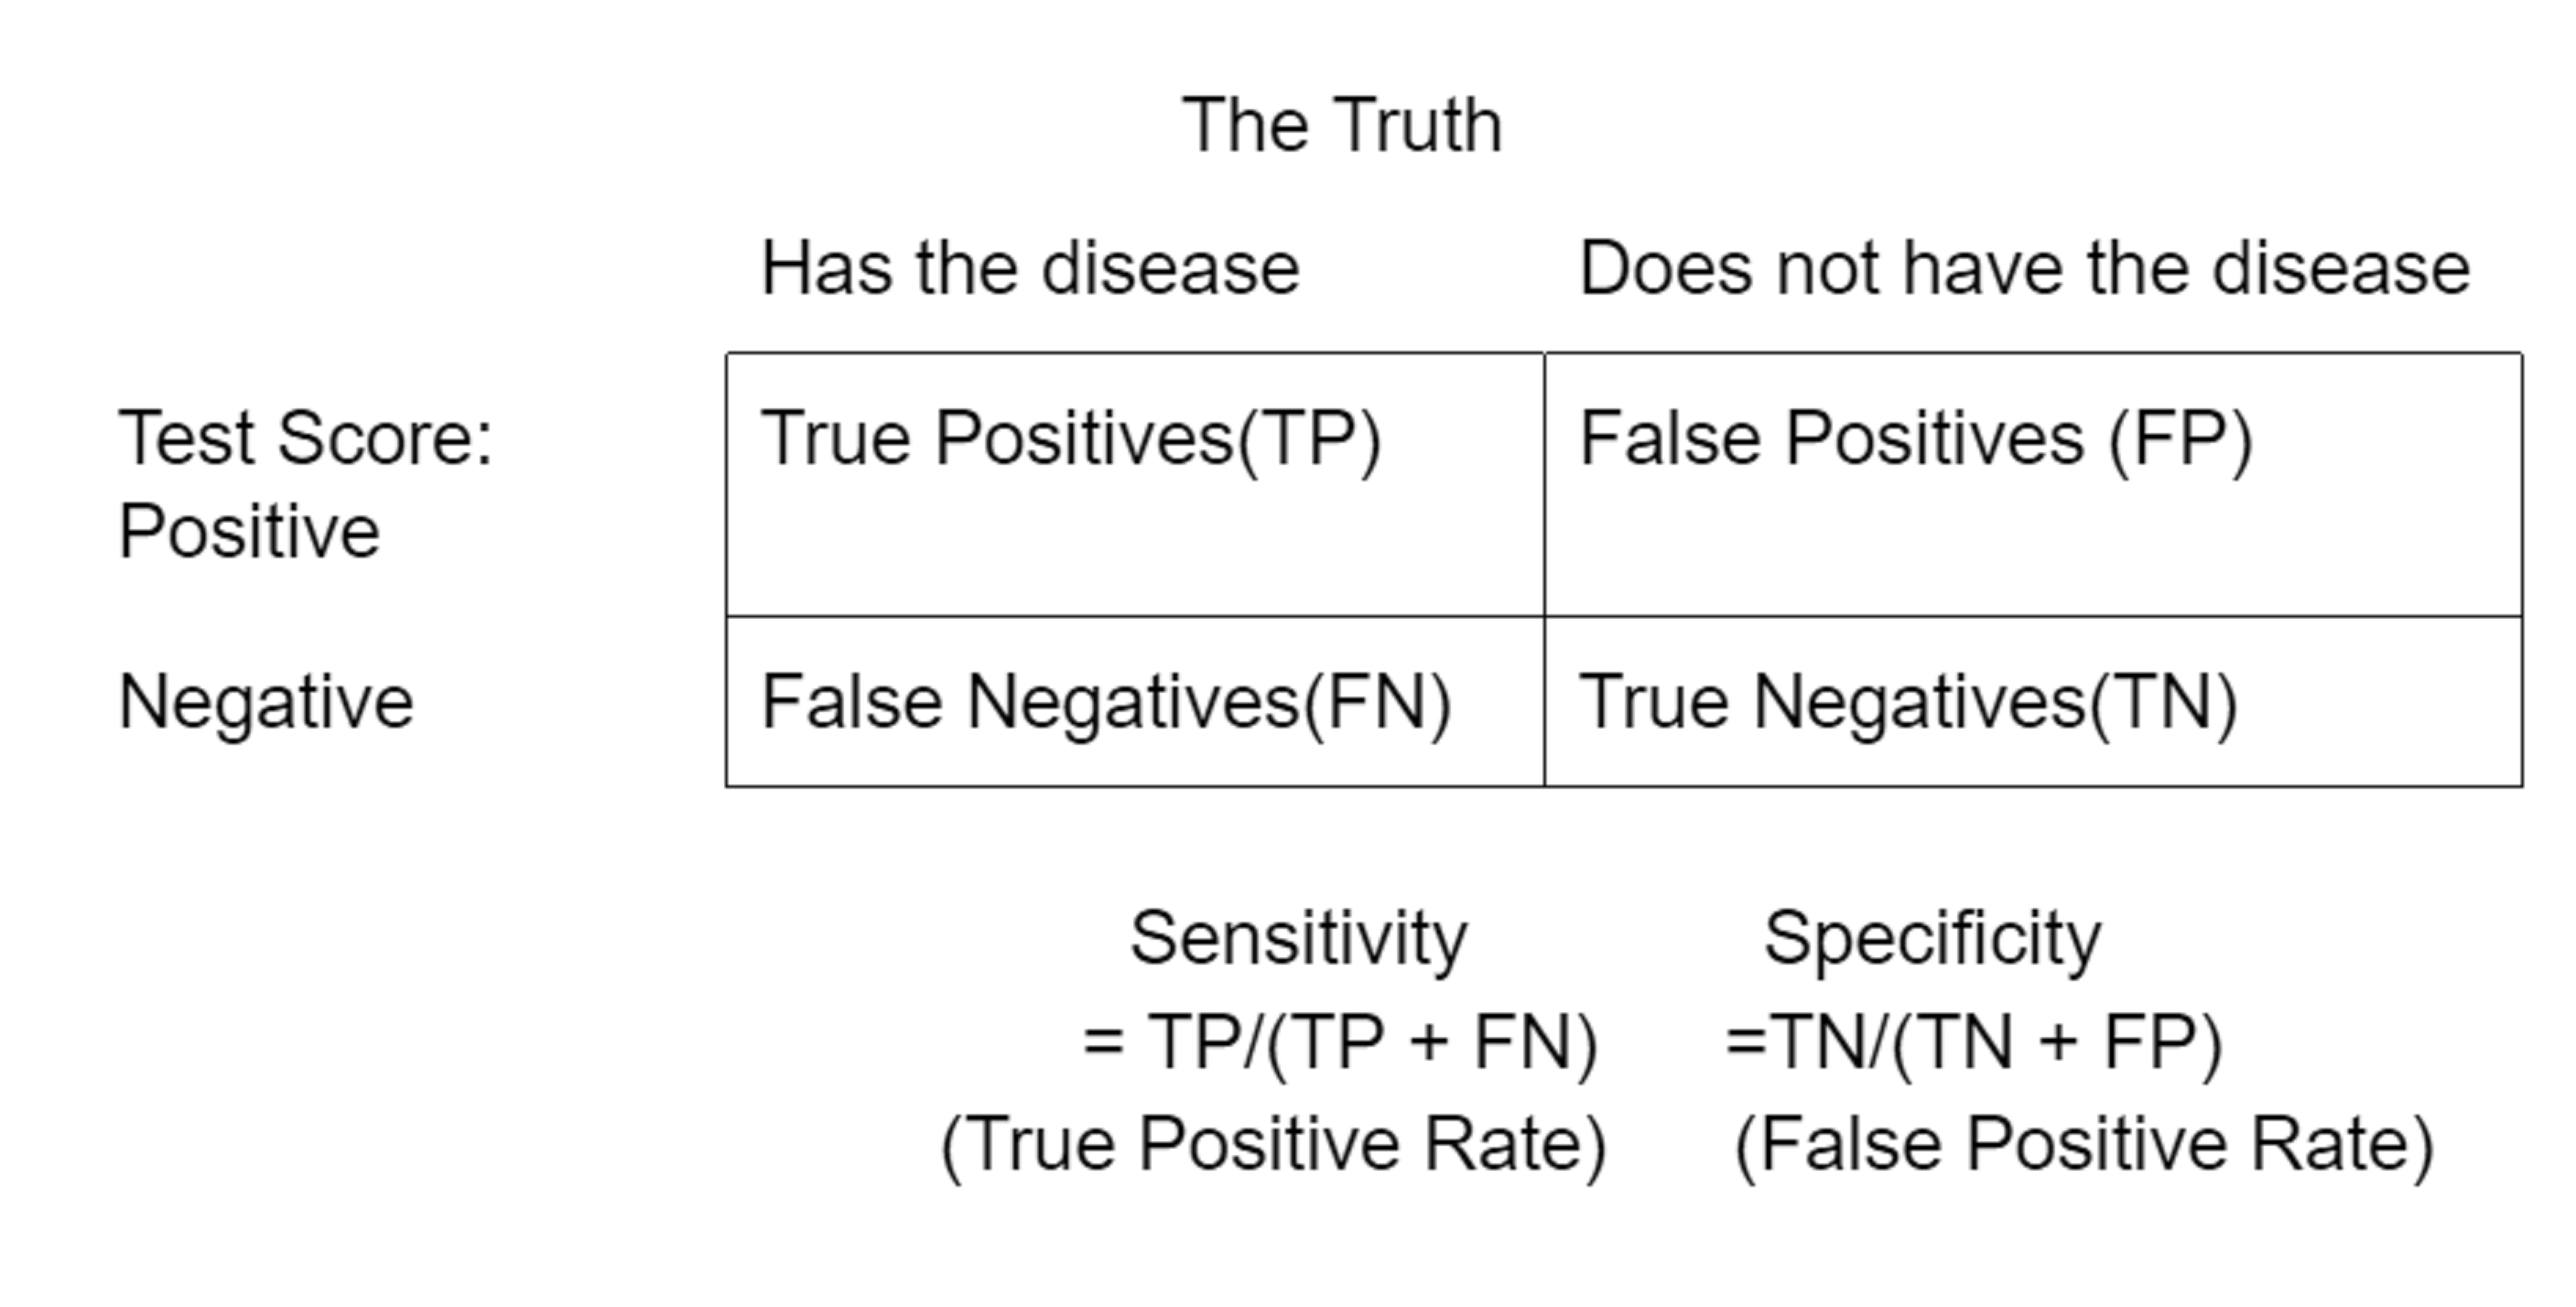 The Truth
Has the disease Does not have the disease
Test Score: True Positives(TP) False Positives (FP)
Positive
Negative False Negatives(FN) True Negatives(TN)
Sensitivity Specificity
= TP/(TP + FN) =TN/(TN + FP)
(True Positive Rate) (False Positive Rate)